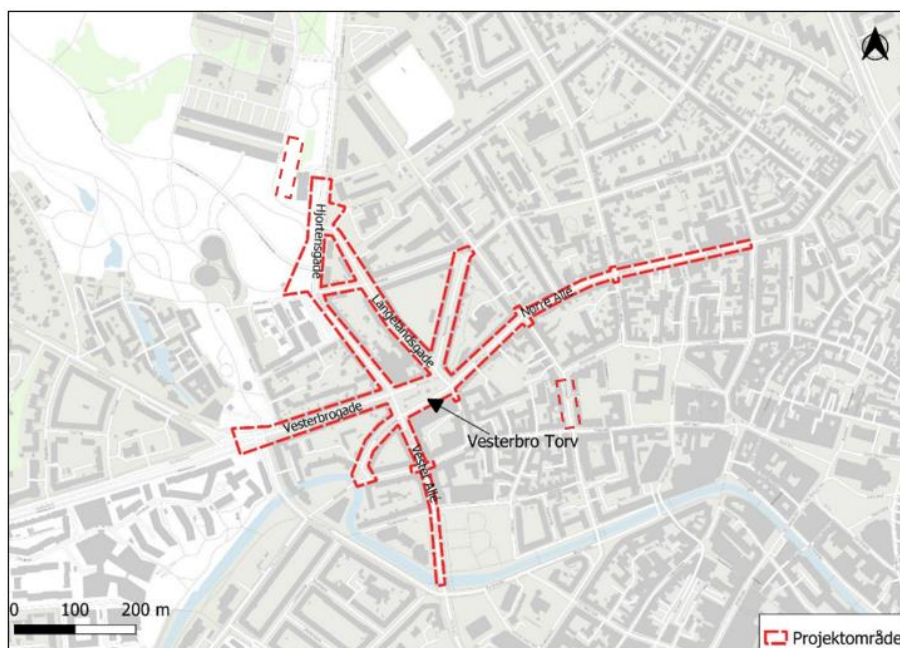 Hjortensgade
Langelandsgade
Nørre Allé
Vesterbrogade
Vesterbro Torv
Vester Allé
0 100 200 m
Projektområde